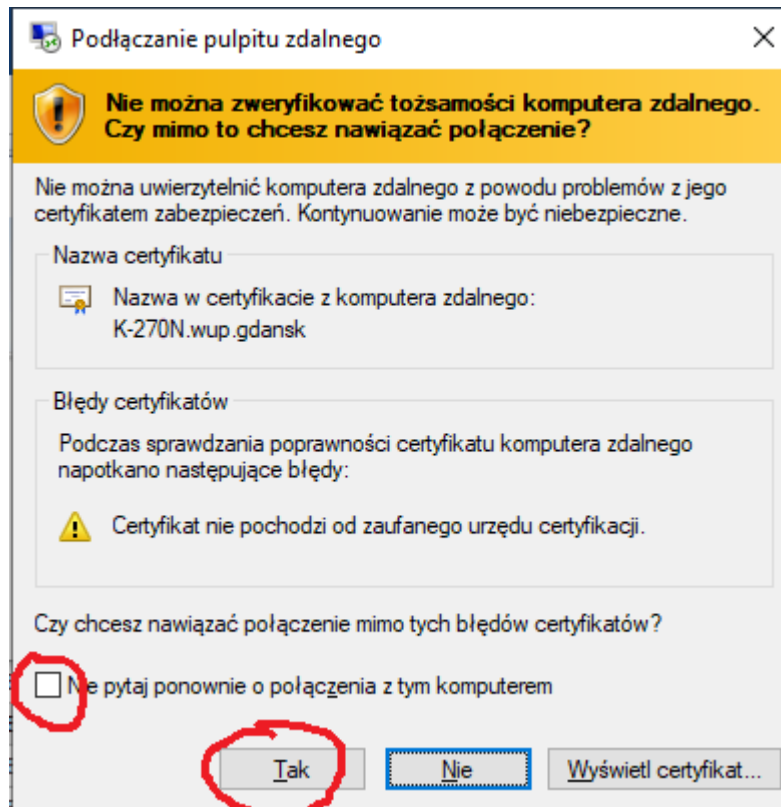 Podłączanie pulpitu zdalnego
Nie można zweryfikować tożsamości komputera zdalnego.
Czy mimo to chcesz nawiązać połączenie?
Nie można uwierzytelnić komputera zdalnego z powodu problemów z jego
certyfikatem zabezpieczeń. Kontynuowanie może być niebezpieczne.
Nazwa certyfikatu
Nazwa w certyfikacie z komputera zdalnego:
K-270N.wup.gdansk
Błędy certyfikatów
Podczas sprawdzania poprawności certyfikatu komputera zdalnego
napotkano następujące błędy:
Certyfikat nie pochodzi od zaufanego urzędu certyfikacji.
Czy chcesz nawiązać połączenie mimo tych błędów certyfikatów?
Nie pytaj ponownie o połączenia z tym komputerem
Tak Nie Wyświetl certyfikat...